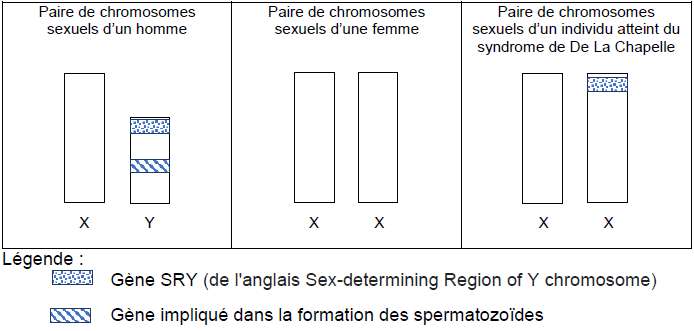 Paire de chromosomes
sexuels d'un homme
Paire de chromosomes
sexuels d'une femme
Paire de chromosomes
sexuels d'un individu atteint du
syndrome de De La Chapelle
X Y
X X
X X
Légende :
Gène SRY (de l'anglais Sex-determining Region of Y chromosome)
Gène impliqué dans la formation des spermatozoïdes